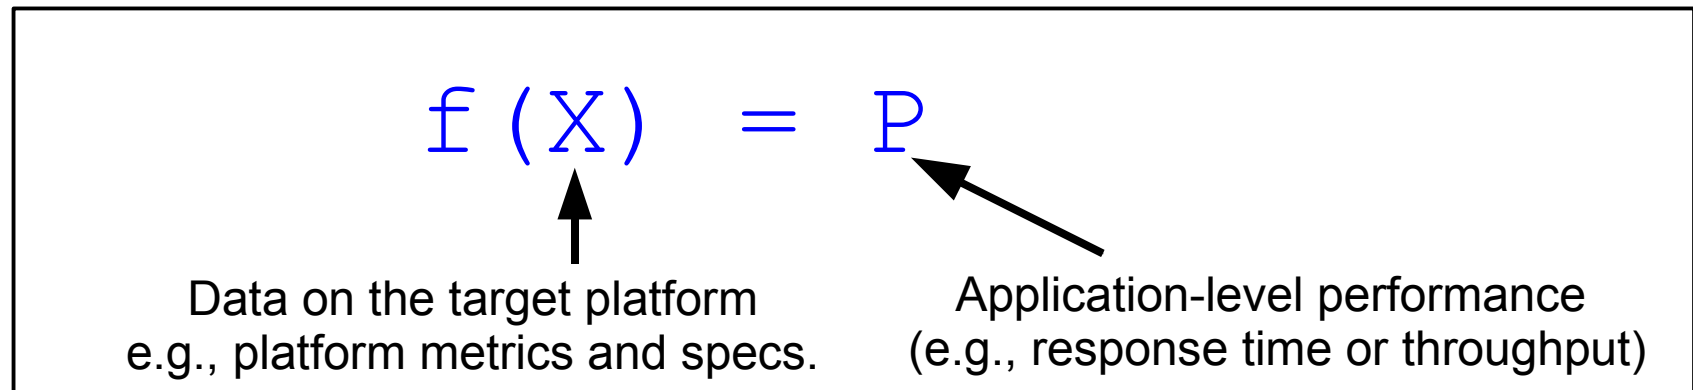 f(X) = P
Data on the target platform
e.g., platform metrics and specs.
Application-level performance
(e.g., response time or throughput)